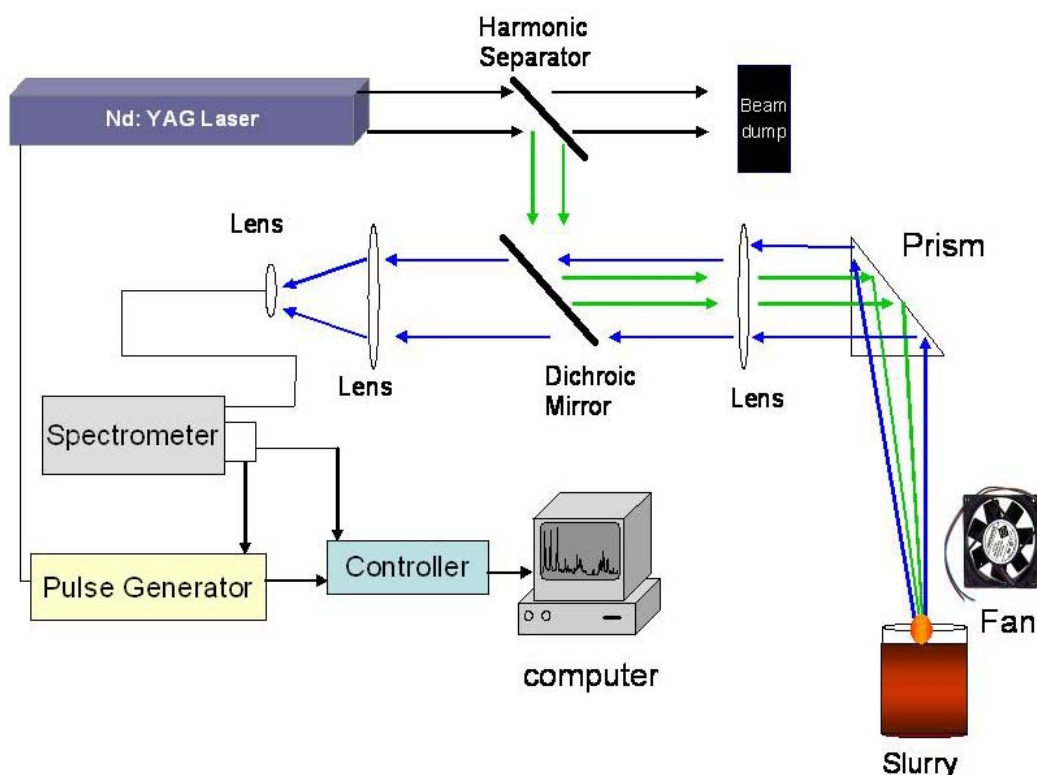 Harmonic
Separator
Nd: YAG Laser
Beam
dump
Lens
Prism
Lens
Dichroic
Mirror
Lens
Spectrometer
Pulse Generator
Controller
computer
Fan
Slurry